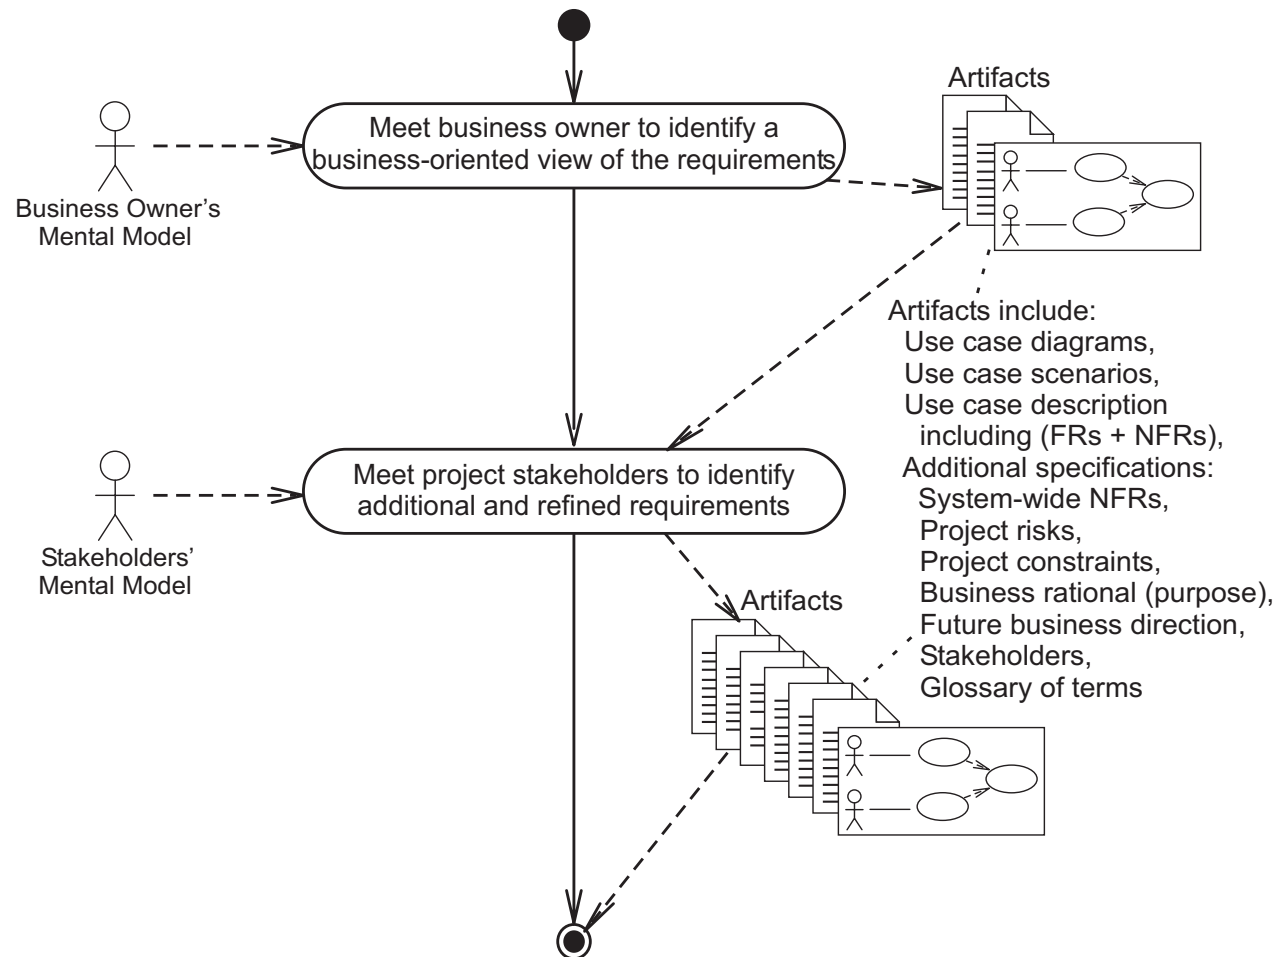 Artifacts
Meet business owner to identify a
business-oriented view of the requirements
Business Owner's
Mental Model
Artifacts include:
Use case diagrams,
Use case scenarios,
Use case description
including (FRs + NFRs),
Additional specifications:
System-wide NFRs,
Project risks,
Project constraints,
Business rational (purpose),
Future business direction,
Stakeholders,
Glossary of terms
Meet project stakeholders to identify
additional and refined requirements
Stakeholders'
Mental Model
Artifacts